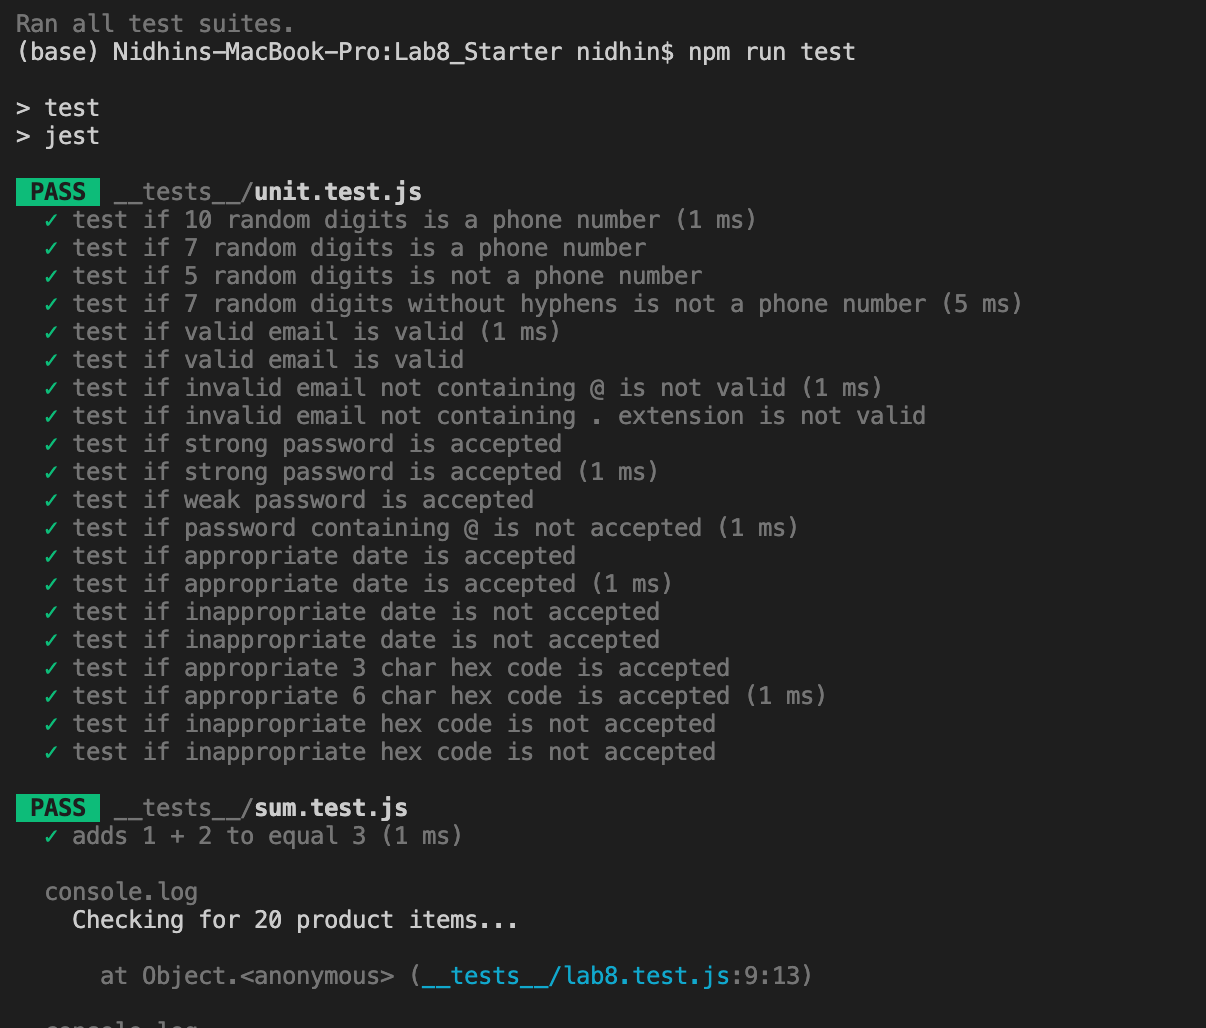 Ran all test suites.
(base) Nidhins-MacBook-Pro:Lab8_Starter nidhin$ npm run test
> test
> jest
PASS __tests__/unit.test.js
✓ test if 10 random digits is a phone number (1 ms)
✓ test if 7 random digits is a phone number
✓ test if 5 random digits is not a phone number
✓ test if 7 random digits without hyphens is not a phone number (5 ms)
✓ test if valid email is valid (1 ms)
✓ test if valid email is valid
✓ test if invalid email not containing @ is not valid (1 ms)
✓ test if invalid email not containing . extension is not valid
✓ test if strong password is accepted
✓ test if strong password is accepted (1 ms)
✓ test if weak password is accepted
✓ test if password containing @ is not accepted (1 ms)
✓ test if appropriate date is accepted
✓ test if appropriate date is accepted (1 ms)
✓ test if inappropriate date is not accepted
✓ test if inappropriate date is not accepted
✓ test if appropriate 3 char hex code is accepted
✓ test if appropriate 6 char hex code is accepted (1 ms)
✓ test if inappropriate hex code is not accepted
✓ test if inappropriate hex code is not accepted
PASS __tests__/sum.test.js
✓ adds 1 + 2 to equal 3 (1 ms)
console.log
Checking for 20 product items...
at Object.<anonymous> (__tests__/lab8.test.js:9:13)
console.log